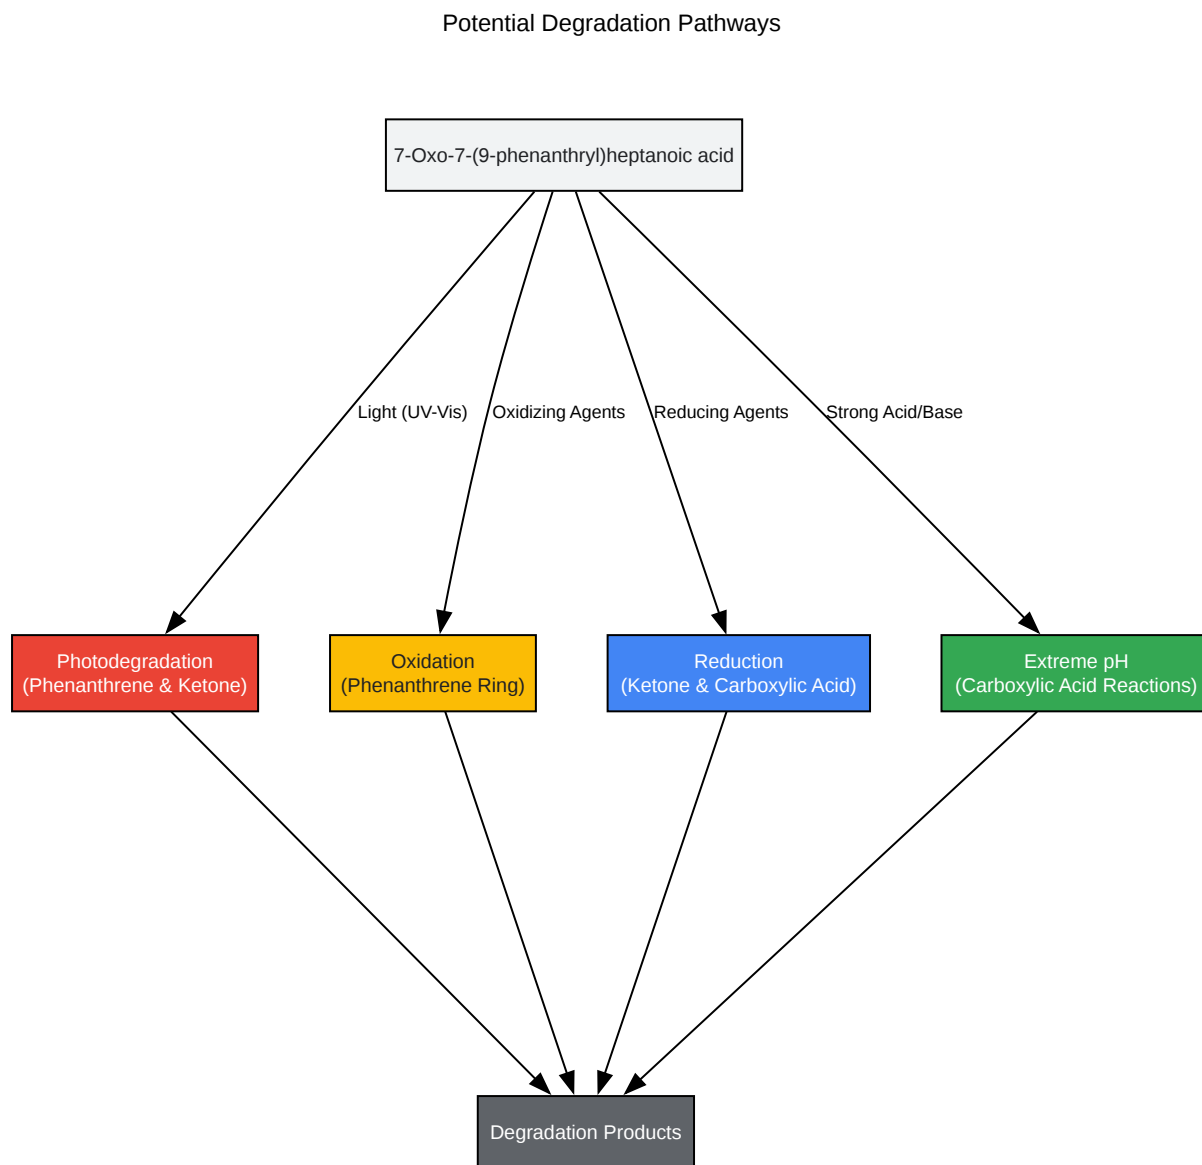 Potential Degradation Pathways
7-Oxo-7-(9-phenanthryl)heptanoic acid
Light (UV-Vis)
Oxidizing Agents
Reducing Agents
Strong Acid/Base
Photodegradation
(Phenanthrene & Ketone)
Oxidation
(Phenanthrene Ring)
Reduction
(Ketone & Carboxylic Acid)
Extreme pH
(Carboxylic Acid Reactions)
Degradation Products